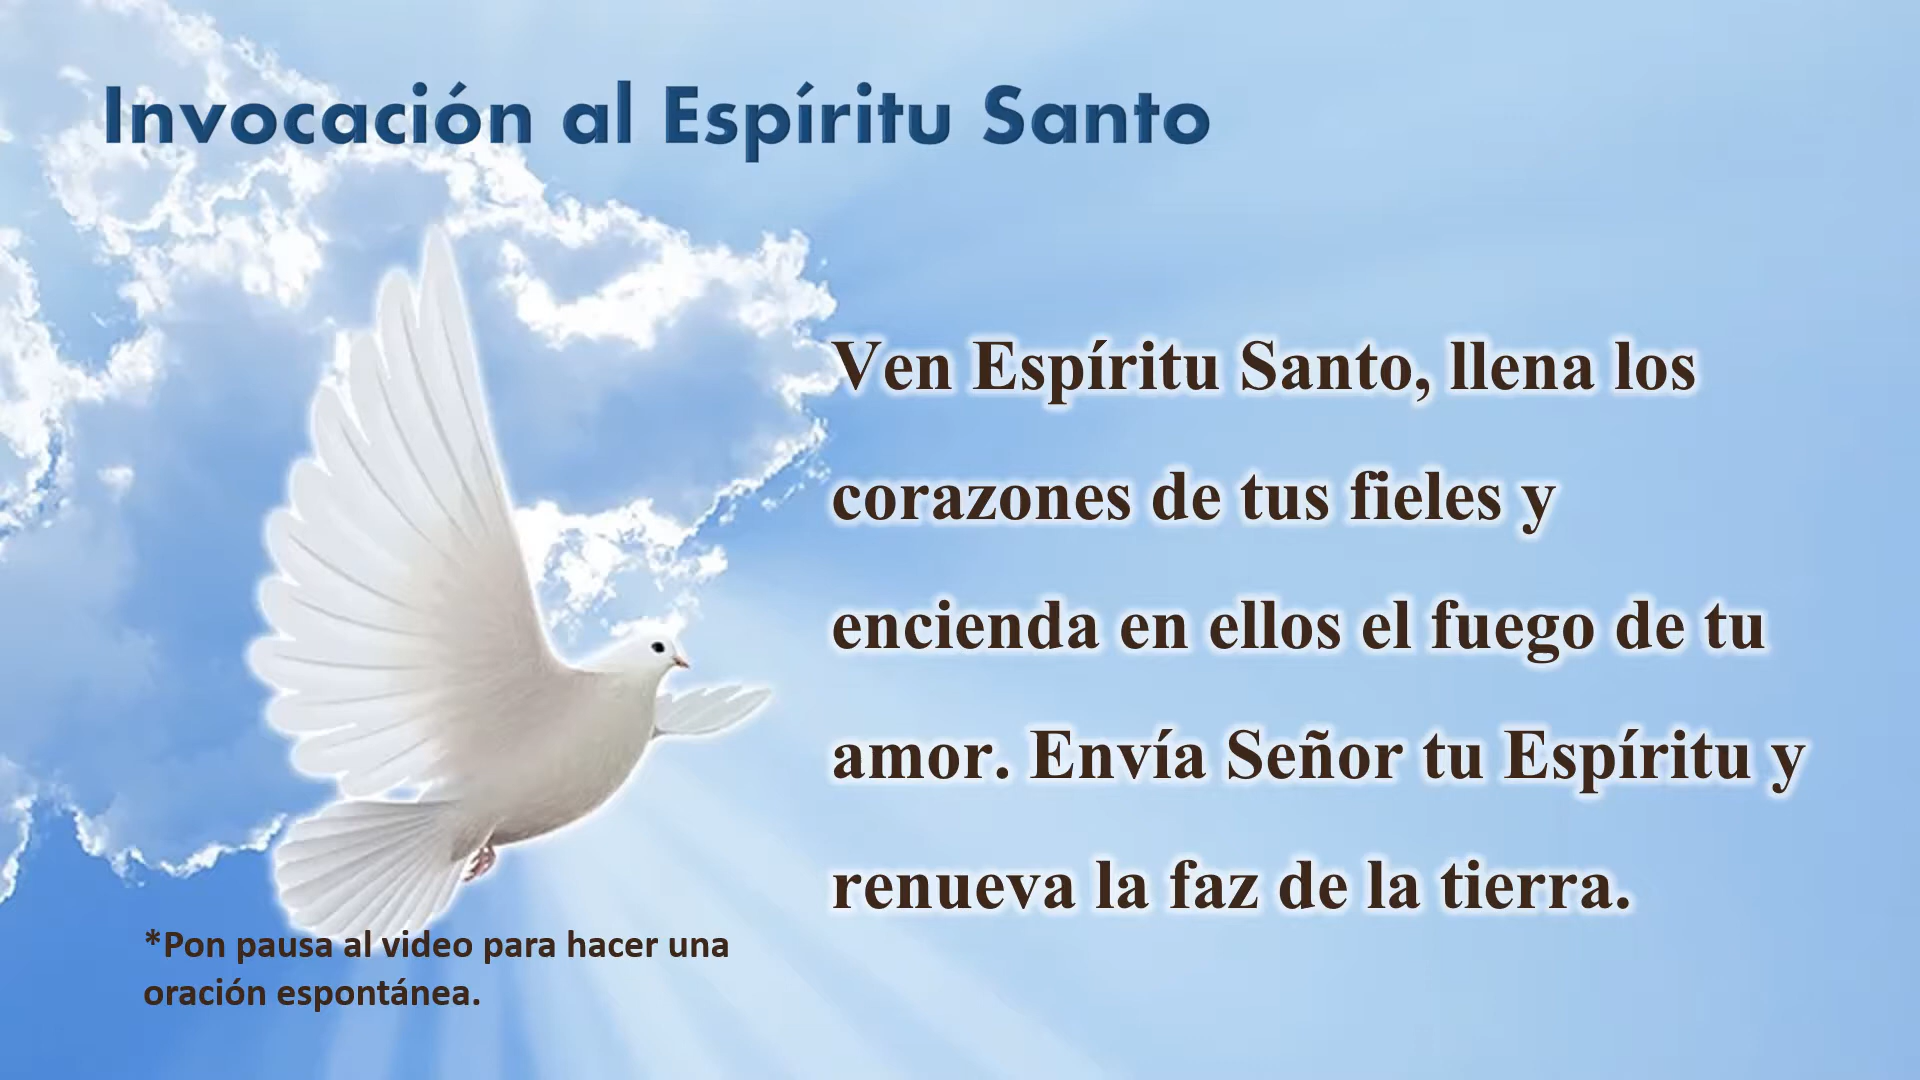 Invocación al Espíritu Santo
Ven Espíritu Santo, llena los
corazones de tus fieles y
encienda en ellos el fuego de tu
amor. Envía Señor tu Espíritu y
renueva la faz de la tierra.
*Pon pausa al video para hacer una
oración espontánea.